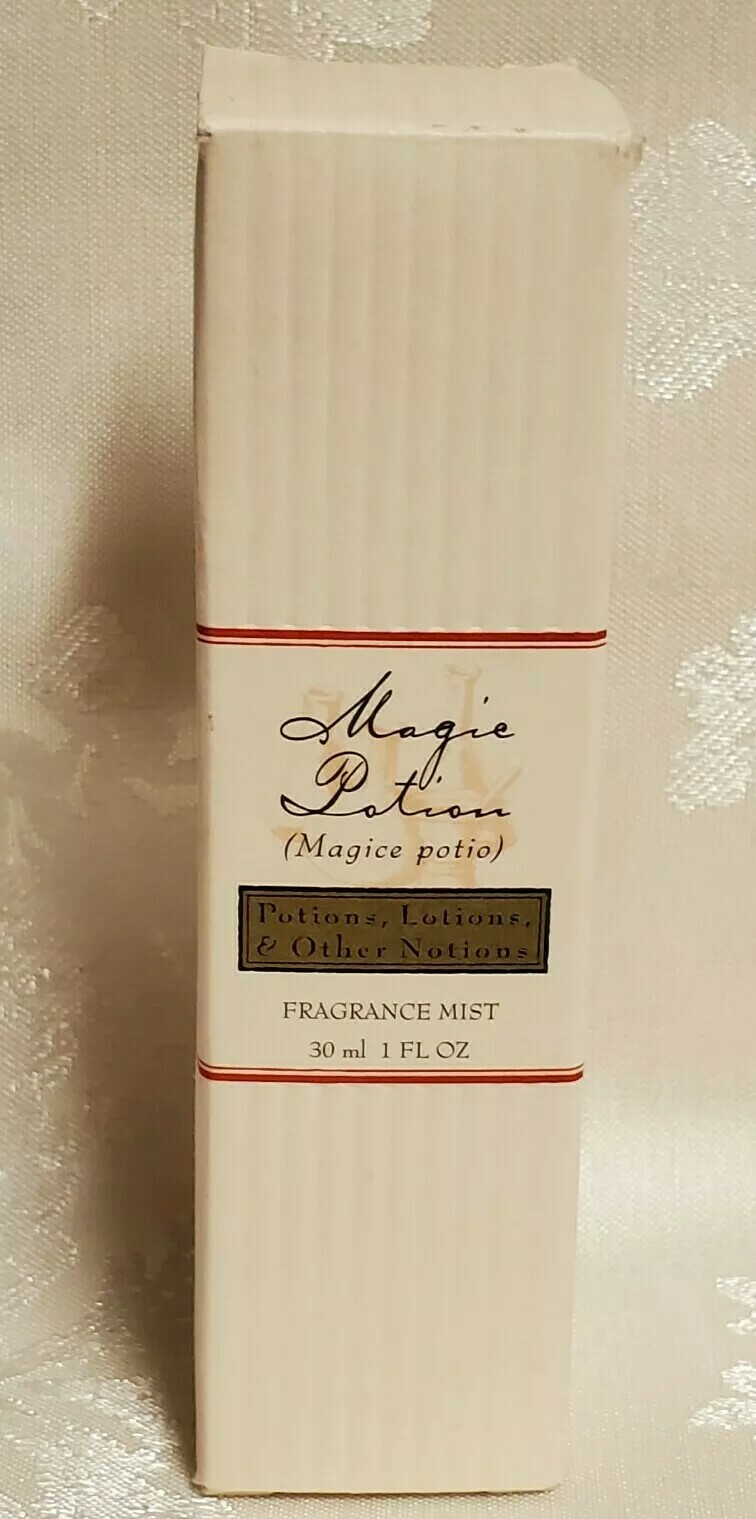 Magic
Potion
(Magice potio)
Potions, Lotions,
& Other Notions
FRAGRANCE MIST
30 ml 1 FL OZ